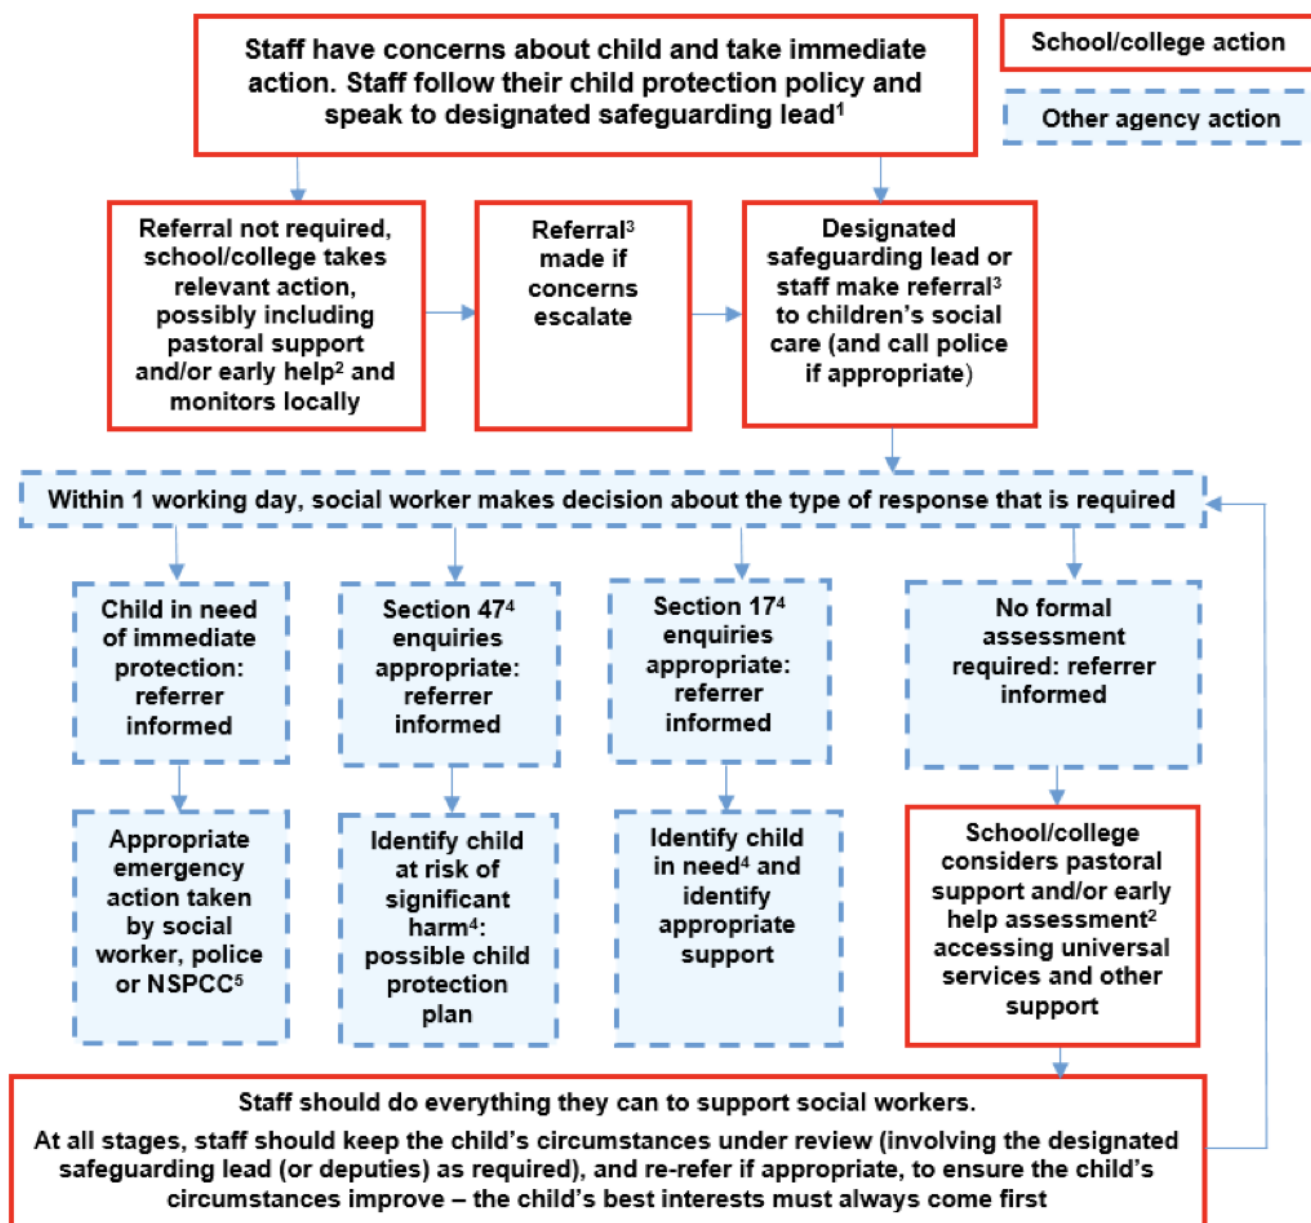 Staff have concerns about child and take immediate
action. Staff follow their child protection policy and
speak to designated safeguarding lead¹
School/college action
Other agency action
Referral not required,
school/college takes
relevant action,
possibly including
pastoral support
and/or early help² and
monitors locally
Referral³
made if
concerns
escalate
Designated
safeguarding lead or
staff make referral³
to children’s social
care (and call police
if appropriate)
Within 1 working day, social worker makes decision about the type of response that is required
Child in need
of immediate
protection:
referrer
informed
Section 47⁴
enquiries
appropriate:
referrer
informed
Section 17⁴
enquiries
appropriate:
referrer
informed
No formal
assessment
required: referrer
informed
Appropriate
emergency
action taken
by social
worker, police
or NSPCC⁵
Identify child
at risk of
significant
harm⁴:
possible child
protection
plan
Identify child
in need⁴ and
identify
appropriate
support
School/college
considers pastoral
support and/or early
help assessment²
accessing universal
services and other
support
Staff should do everything they can to support social workers.
At all stages, staff should keep the child’s circumstances under review (involving the designated
safeguarding lead (or deputies) as required), and re-refer if appropriate, to ensure the child’s
circumstances improve – the child’s best interests must always come first